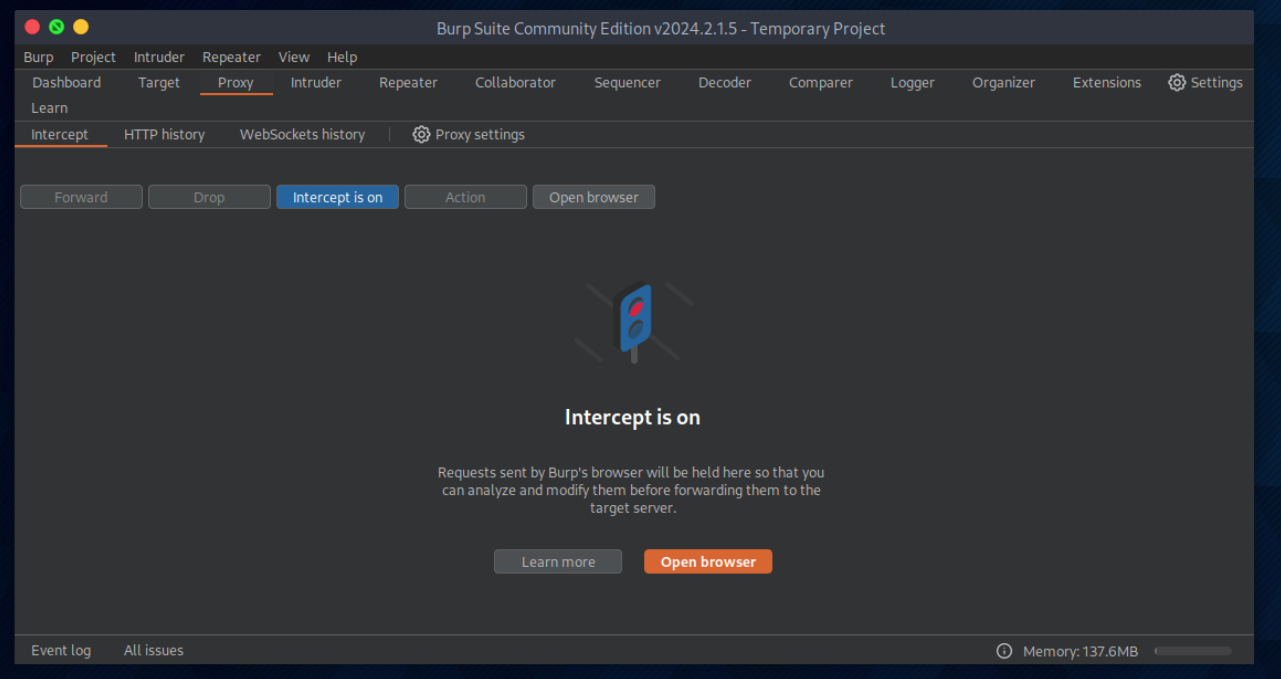 Burp Suite Community Edition v2024.2.1.5 - Temporary Project
Burp Project Intruder Repeater View Help
Dashboard Target Proxy Intruder Repeater Collaborator Sequencer Decoder Comparer Logger Organizer Extensions Settings
Learn
Intercept HTTP history WebSockets history Proxy settings
Forward Drop Intercept is on Action Open browser
Intercept is on
Requests sent by Burp's browser will be held here so that you
can analyze and modify them before forwarding them to the
target server.
Learn more Open browser
Event log All issues Memory: 137.6MB